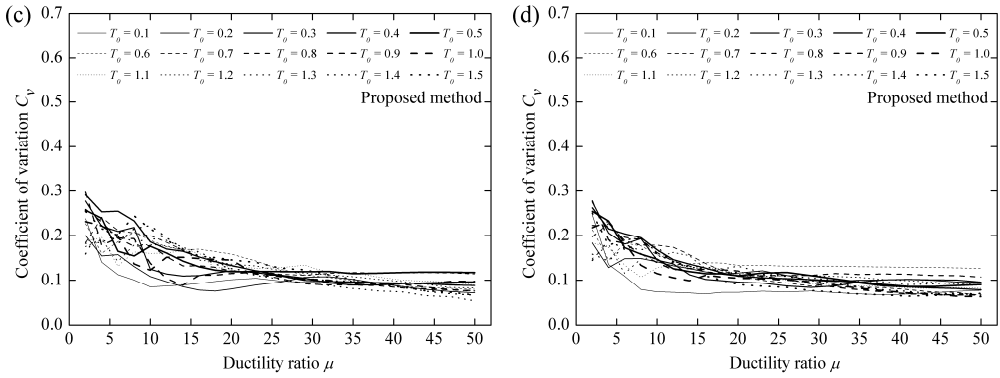 (c)
T0 = 0.1 T0 = 0.2 T0 = 0.3 T0 = 0.4 T0 = 0.5
T0 = 0.6 T0 = 0.7 T0 = 0.8 T0 = 0.9 T0 = 1.0
T0 = 1.1 T0 = 1.2 T0 = 1.3 T0 = 1.4 T0 = 1.5
Proposed method
Coefficient of variation Cv
0.7
0.6
0.5
0.4
0.3
0.2
0.1
0.0
0 5 10 15 20 25 30 35 40 45 50
Ductility ratio μ
(d)
T0 = 0.1 T0 = 0.2 T0 = 0.3 T0 = 0.4 T0 = 0.5
T0 = 0.6 T0 = 0.7 T0 = 0.8 T0 = 0.9 T0 = 1.0
T0 = 1.1 T0 = 1.2 T0 = 1.3 T0 = 1.4 T0 = 1.5
Proposed method
Coefficient of variation Cv
0.7
0.6
0.5
0.4
0.3
0.2
0.1
0.0
0 5 10 15 20 25 30 35 40 45 50
Ductility ratio μ